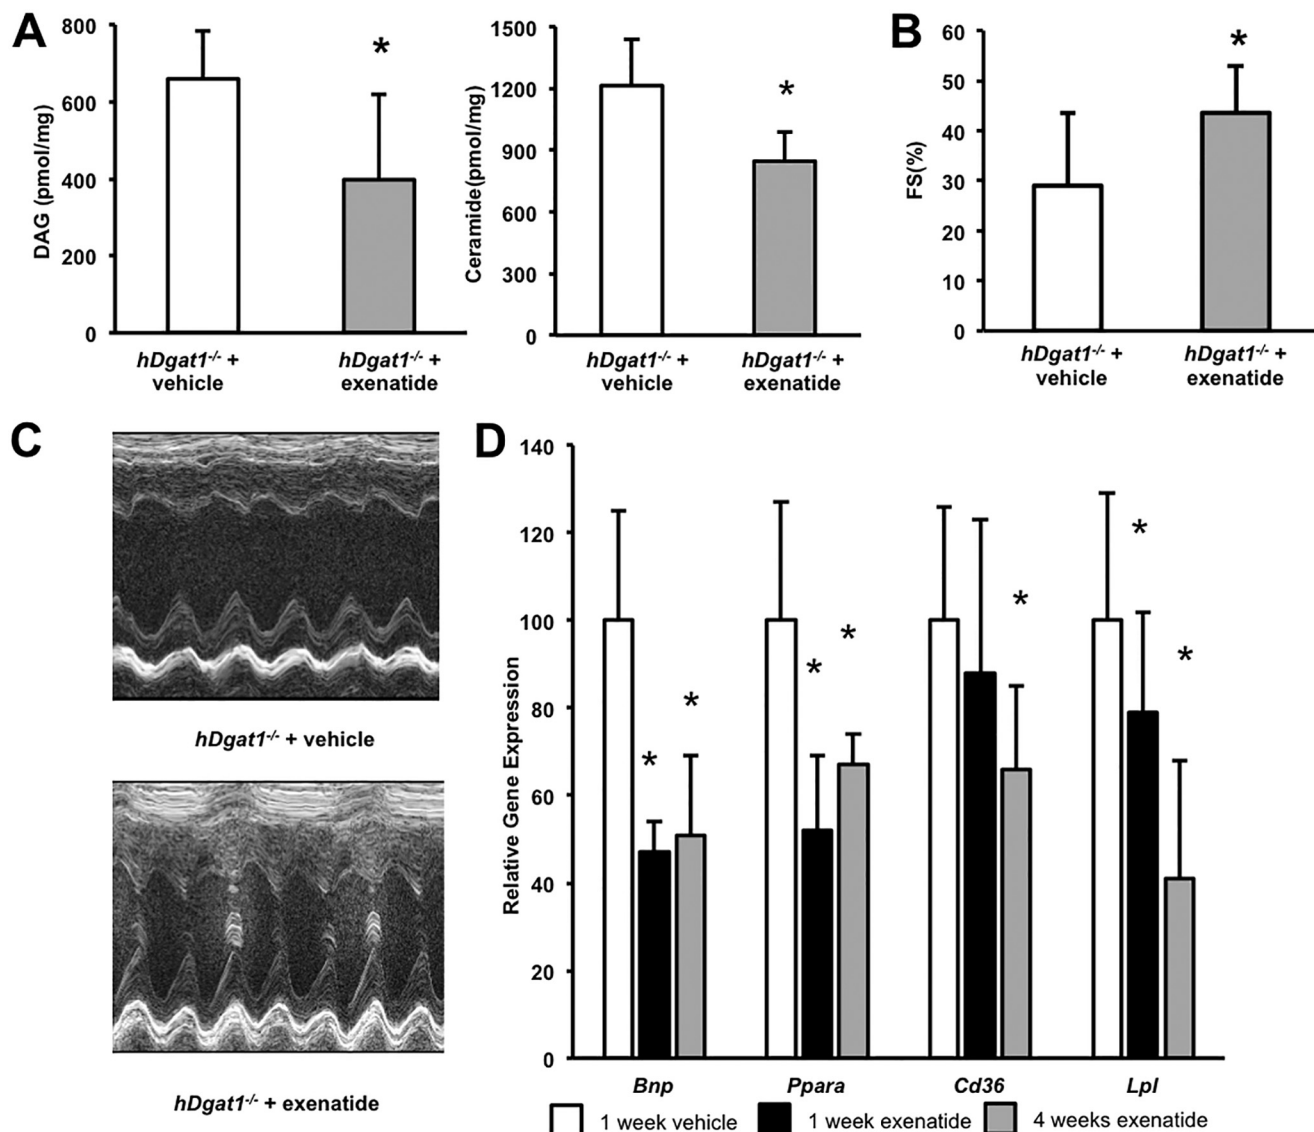 A
800
600
400
200
0
DAG (pmol/mg)
*
hDgat1-/- +
vehicle
hDgat1-/- +
exenatide
1500
1200
900
600
300
0
Ceramide(pmol/mg)
*
hDgat1-/- +
vehicle
hDgat1-/- +
exenatide
B
60
50
40
30
20
10
0
FS(%)
*
hDgat1-/- +
vehicle
hDgat1-/- +
exenatide
C
hDgat1-/- + vehicle
hDgat1-/- + exenatide
D
140
120
100
80
60
40
20
0
Relative Gene Expression
* * * * * * *
Bnp Ppara Cd36 Lpl
1 week vehicle 1 week exenatide 4 weeks exenatide